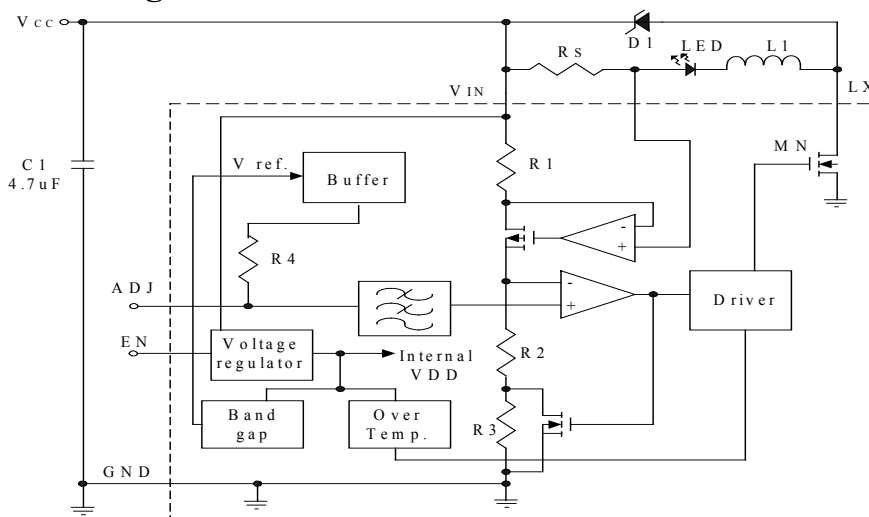 VCC
D1
LED
L1
RS
VIN
LX
C1
4.7uF
V ref.
Buffer
R1
MN
-
+
R4
ADJ
-
+
Driver
EN
Voltage
regulator
Internal
VDD
R2
Band
gap
Over
Temp.
R3
GND